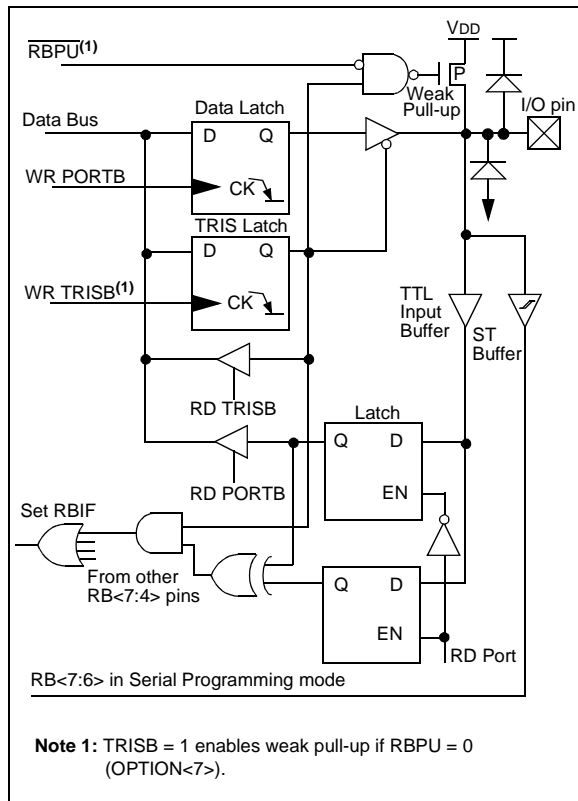 VDD
RBPU(1)
P
Weak
Pull-up
I/O pin
Data Latch
Data Bus
D Q
WR PORTB
CK
TRIS Latch
D Q
WR TRISB(1)
CK
TTL
Input
Buffer
ST
Buffer
RD TRISB
Latch
Q D
RD PORTB
EN
Set RBIF
From other
RB<7:4> pins
Q D
EN
RD Port
RB<7:6> in Serial Programming mode
Note 1: TRISB = 1 enables weak pull-up if RBPU = 0
(OPTION<7>).